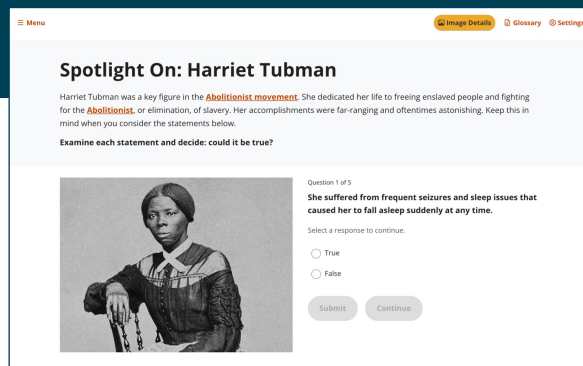 Menu
Image Details Glossary Settings
Spotlight On: Harriet Tubman
Harriet Tubman was a key figure in the Abolitionist movement. She dedicated her life to freeing enslaved people and fighting
for the Abolitionist, or elimination, of slavery. Her accomplishments were far-ranging and oftentimes astonishing. Keep this in
mind when you consider the statements below.
Examine each statement and decide: could it be true?
Question 1 of 5
She suffered from frequent seizures and sleep issues that
caused her to fall asleep suddenly at any time.
Select a response to continue.
True
False
Submit Continue